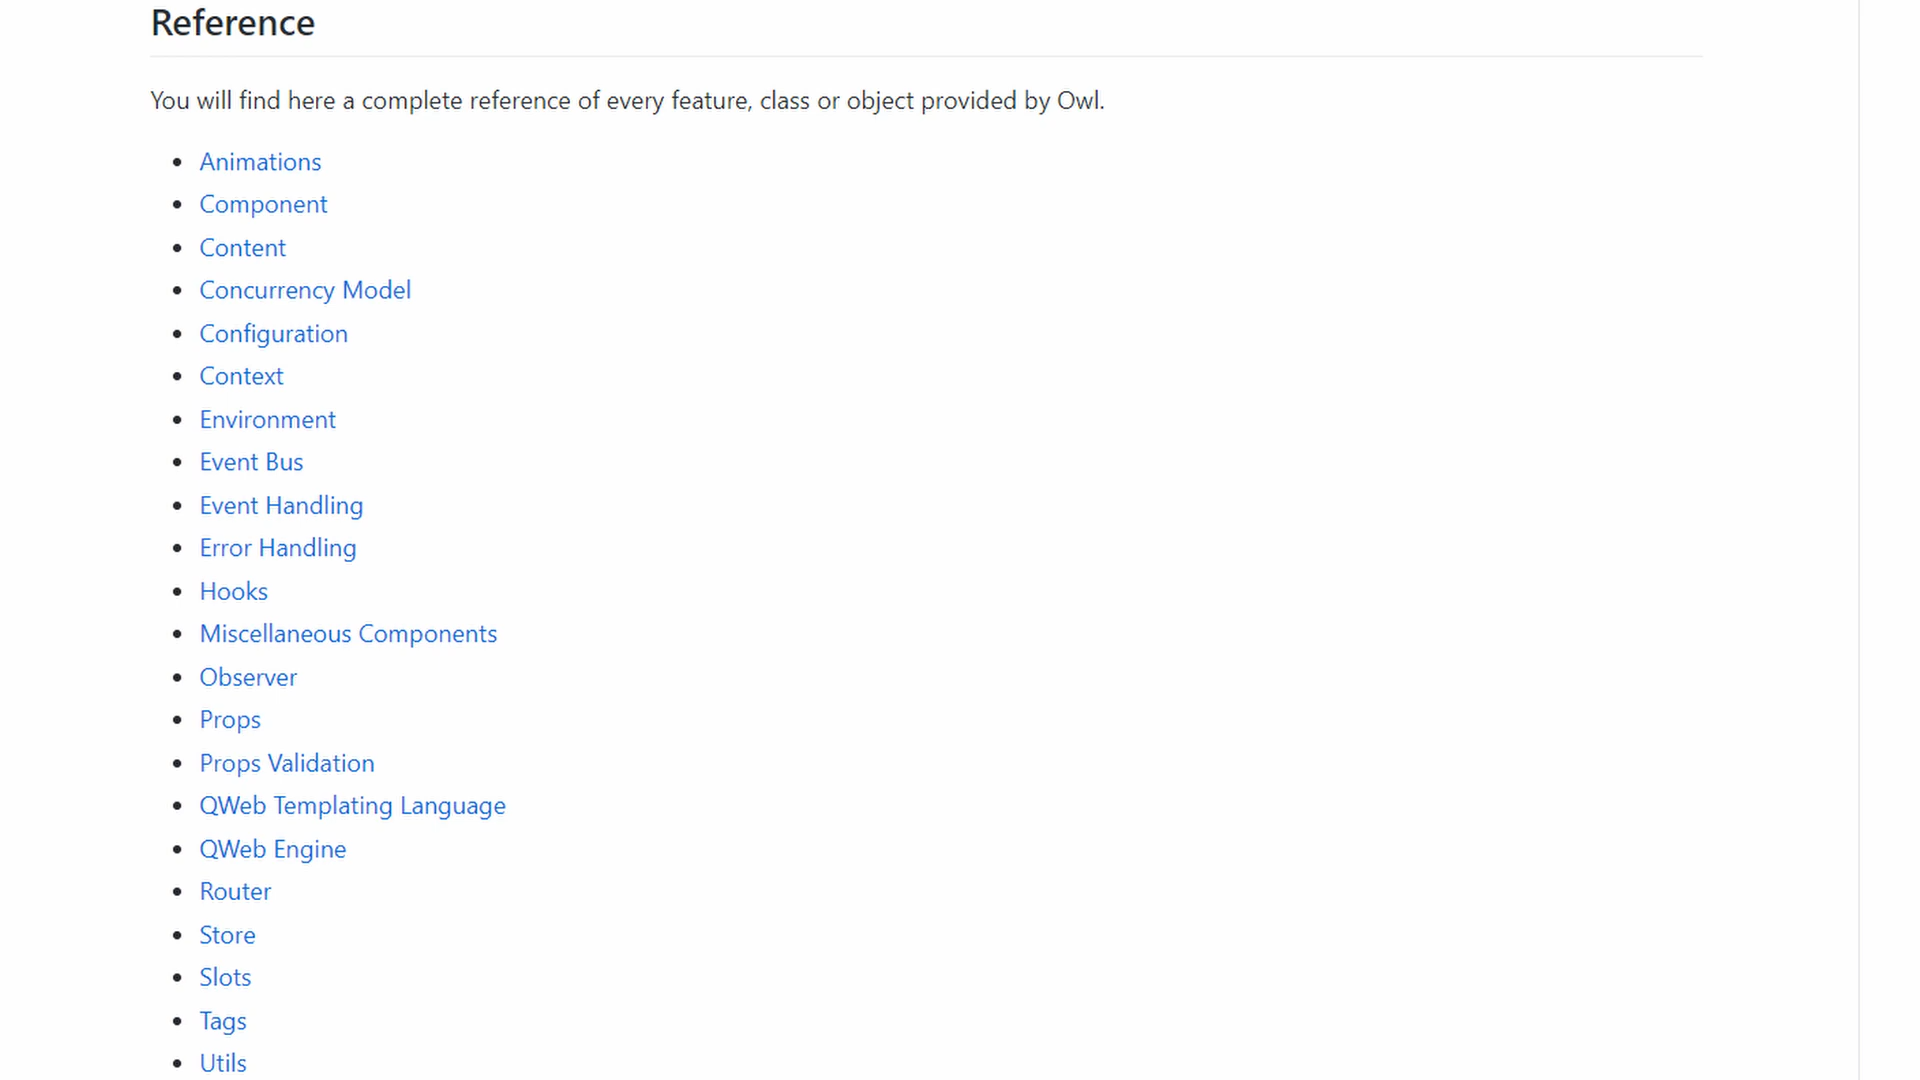 Reference
You will find here a complete reference of every feature, class or object provided by Owl.
Animations
Component
Content
Concurrency Model
Configuration
Context
Environment
Event Bus
Event Handling
Error Handling
Hooks
Miscellaneous Components
Observer
Props
Props Validation
QWeb Templating Language
QWeb Engine
Router
Store
Slots
Tags
Utils